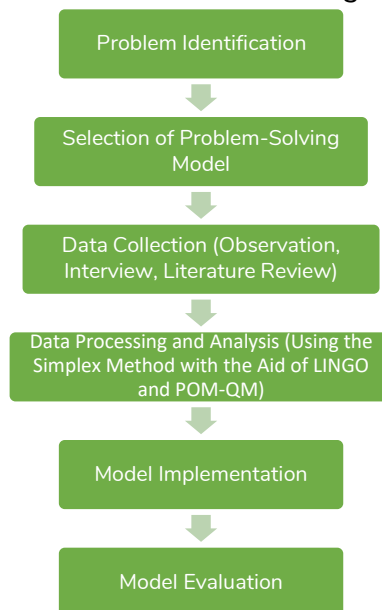 Problem Identification
Selection of Problem-Solving
Model
Data Collection (Observation,
Interview, Literature Review)
Data Processing and Analysis (Using the
Simplex Method with the Aid of LINGO
and POM-QM)
Model Implementation
Model Evaluation